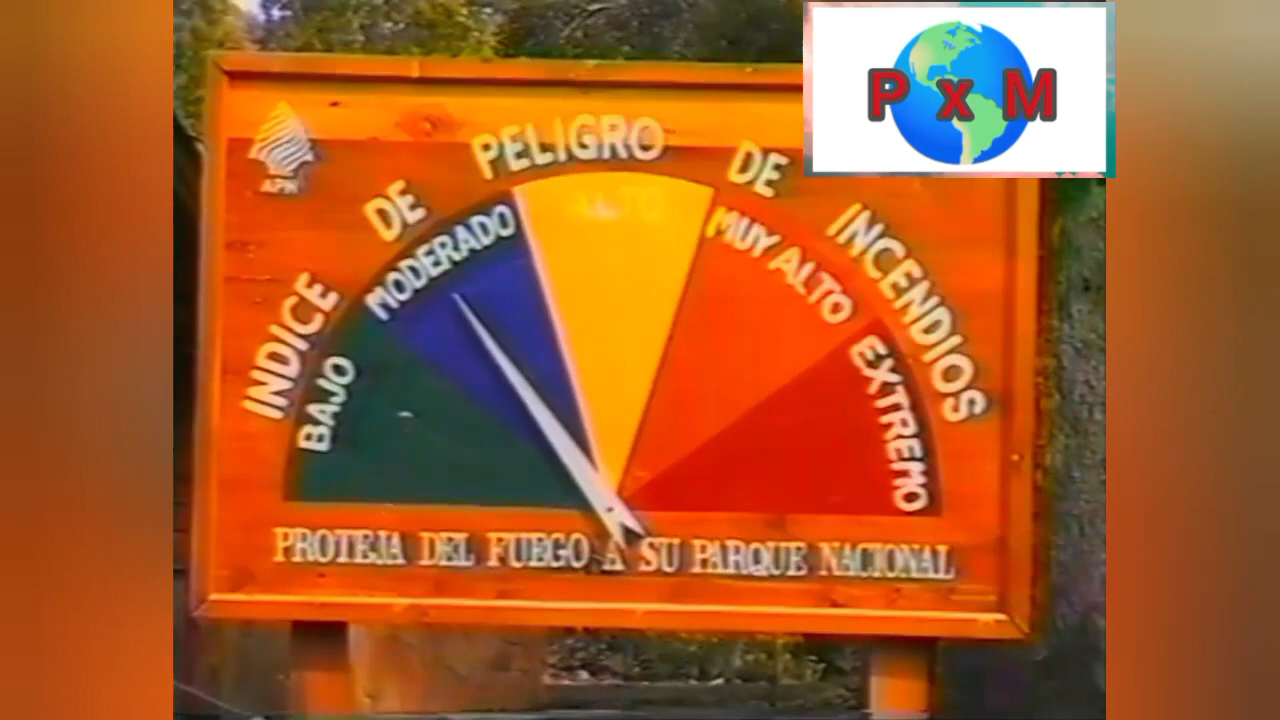 P x M
APN
INDICE DE PELIGRO DE INCENDIOS
BAJO
MODERADO
ALTO
MUY ALTO
EXTREMO
PROTEJA DEL FUEGO A SU PARQUE NACIONAL